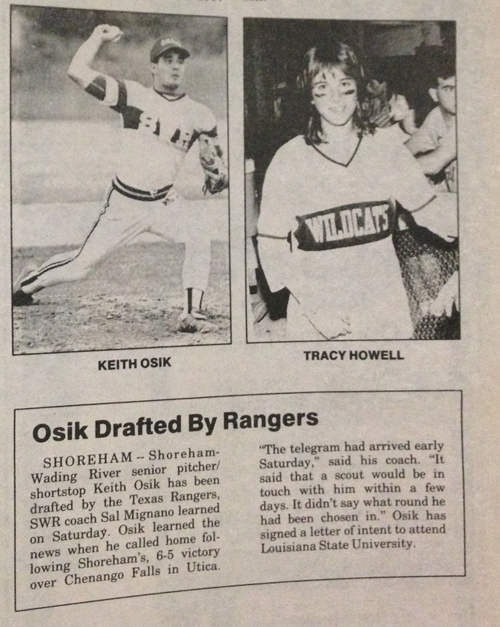 SWR
WILDCATS
KEITH OSIK
TRACY HOWELL
Osik Drafted By Rangers
SHOREHAM -- Shoreham-
Wading River senior pitcher/
shortstop Keith Osik has been
drafted by the Texas Rangers,
SWR coach Sal Mignano learned
on Saturday. Osik learned the
news when he called home fol-
lowing Shoreham's, 6-5 victory
over Chenango Falls in Utica.
"The telegram had arrived early
Saturday," said his coach. "It
said that a scout would be in
touch with him within a few
days. It didn't say what round he
had been chosen in." Osik has
signed a letter of intent to attend
Louisiana State University.